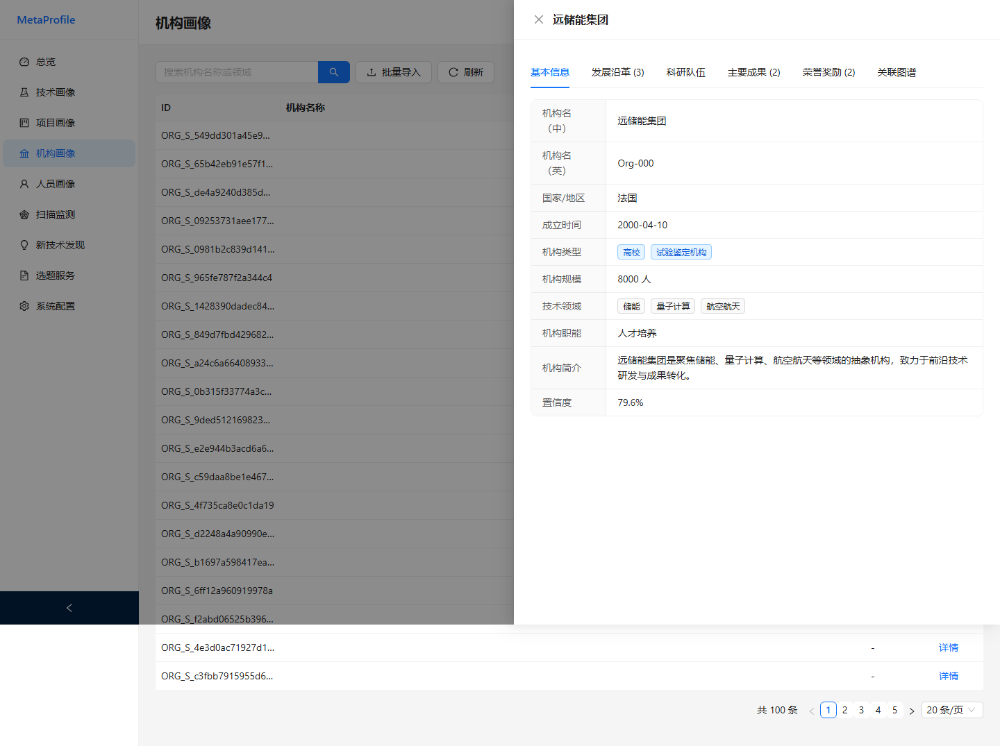 MetaProfile
总览
技术画像
项目画像
机构画像
人员画像
扫描监测
新技术发现
选题服务
系统配置
机构画像
搜索机构名称或领域
批量导入
刷新
ID
机构名称
ORG_S_549dd301a45e9...
ORG_S_65b42eb91e57f1...
ORG_S_de4a9240d385d...
ORG_S_09253731aee177...
ORG_S_0981b2c839d141...
ORG_S_965fe787f2a344c4
ORG_S_1428390dadec84...
ORG_S_849d7fbd429682...
ORG_S_a24c6a66408933...
ORG_S_0b315f33774a3c...
ORG_S_9ded512169823...
ORG_S_e2e944b3acd6a6...
ORG_S_c59daa8be1e467...
ORG_S_4f735ca8e0c1da19
ORG_S_d2248a4a90990e...
ORG_S_b1697a598417ea...
ORG_S_6ff12a960919978a
ORG_S_f2abd06525b396...
ORG_S_4e3d0ac71927d1... - 详情
ORG_S_c3fbb7915955d6... - 详情
共 100 条 1 2 3 4 5 20 条/页
远储能集团
基本信息 发展沿革 (3) 科研队伍 主要成果 (2) 荣誉奖励 (2) 关联图谱
机构名
（中）
远储能集团
机构名
（英）
Org-000
国家/地区 法国
成立时间 2000-04-10
机构类型 高校 试验鉴定机构
机构规模 8000 人
技术领域 储能 量子计算 航空航天
机构职能 人才培养
机构简介
远储能集团是聚焦储能、量子计算、航空航天等领域的抽象机构，致力于前沿技术
研发与成果转化。
置信度 79.6%